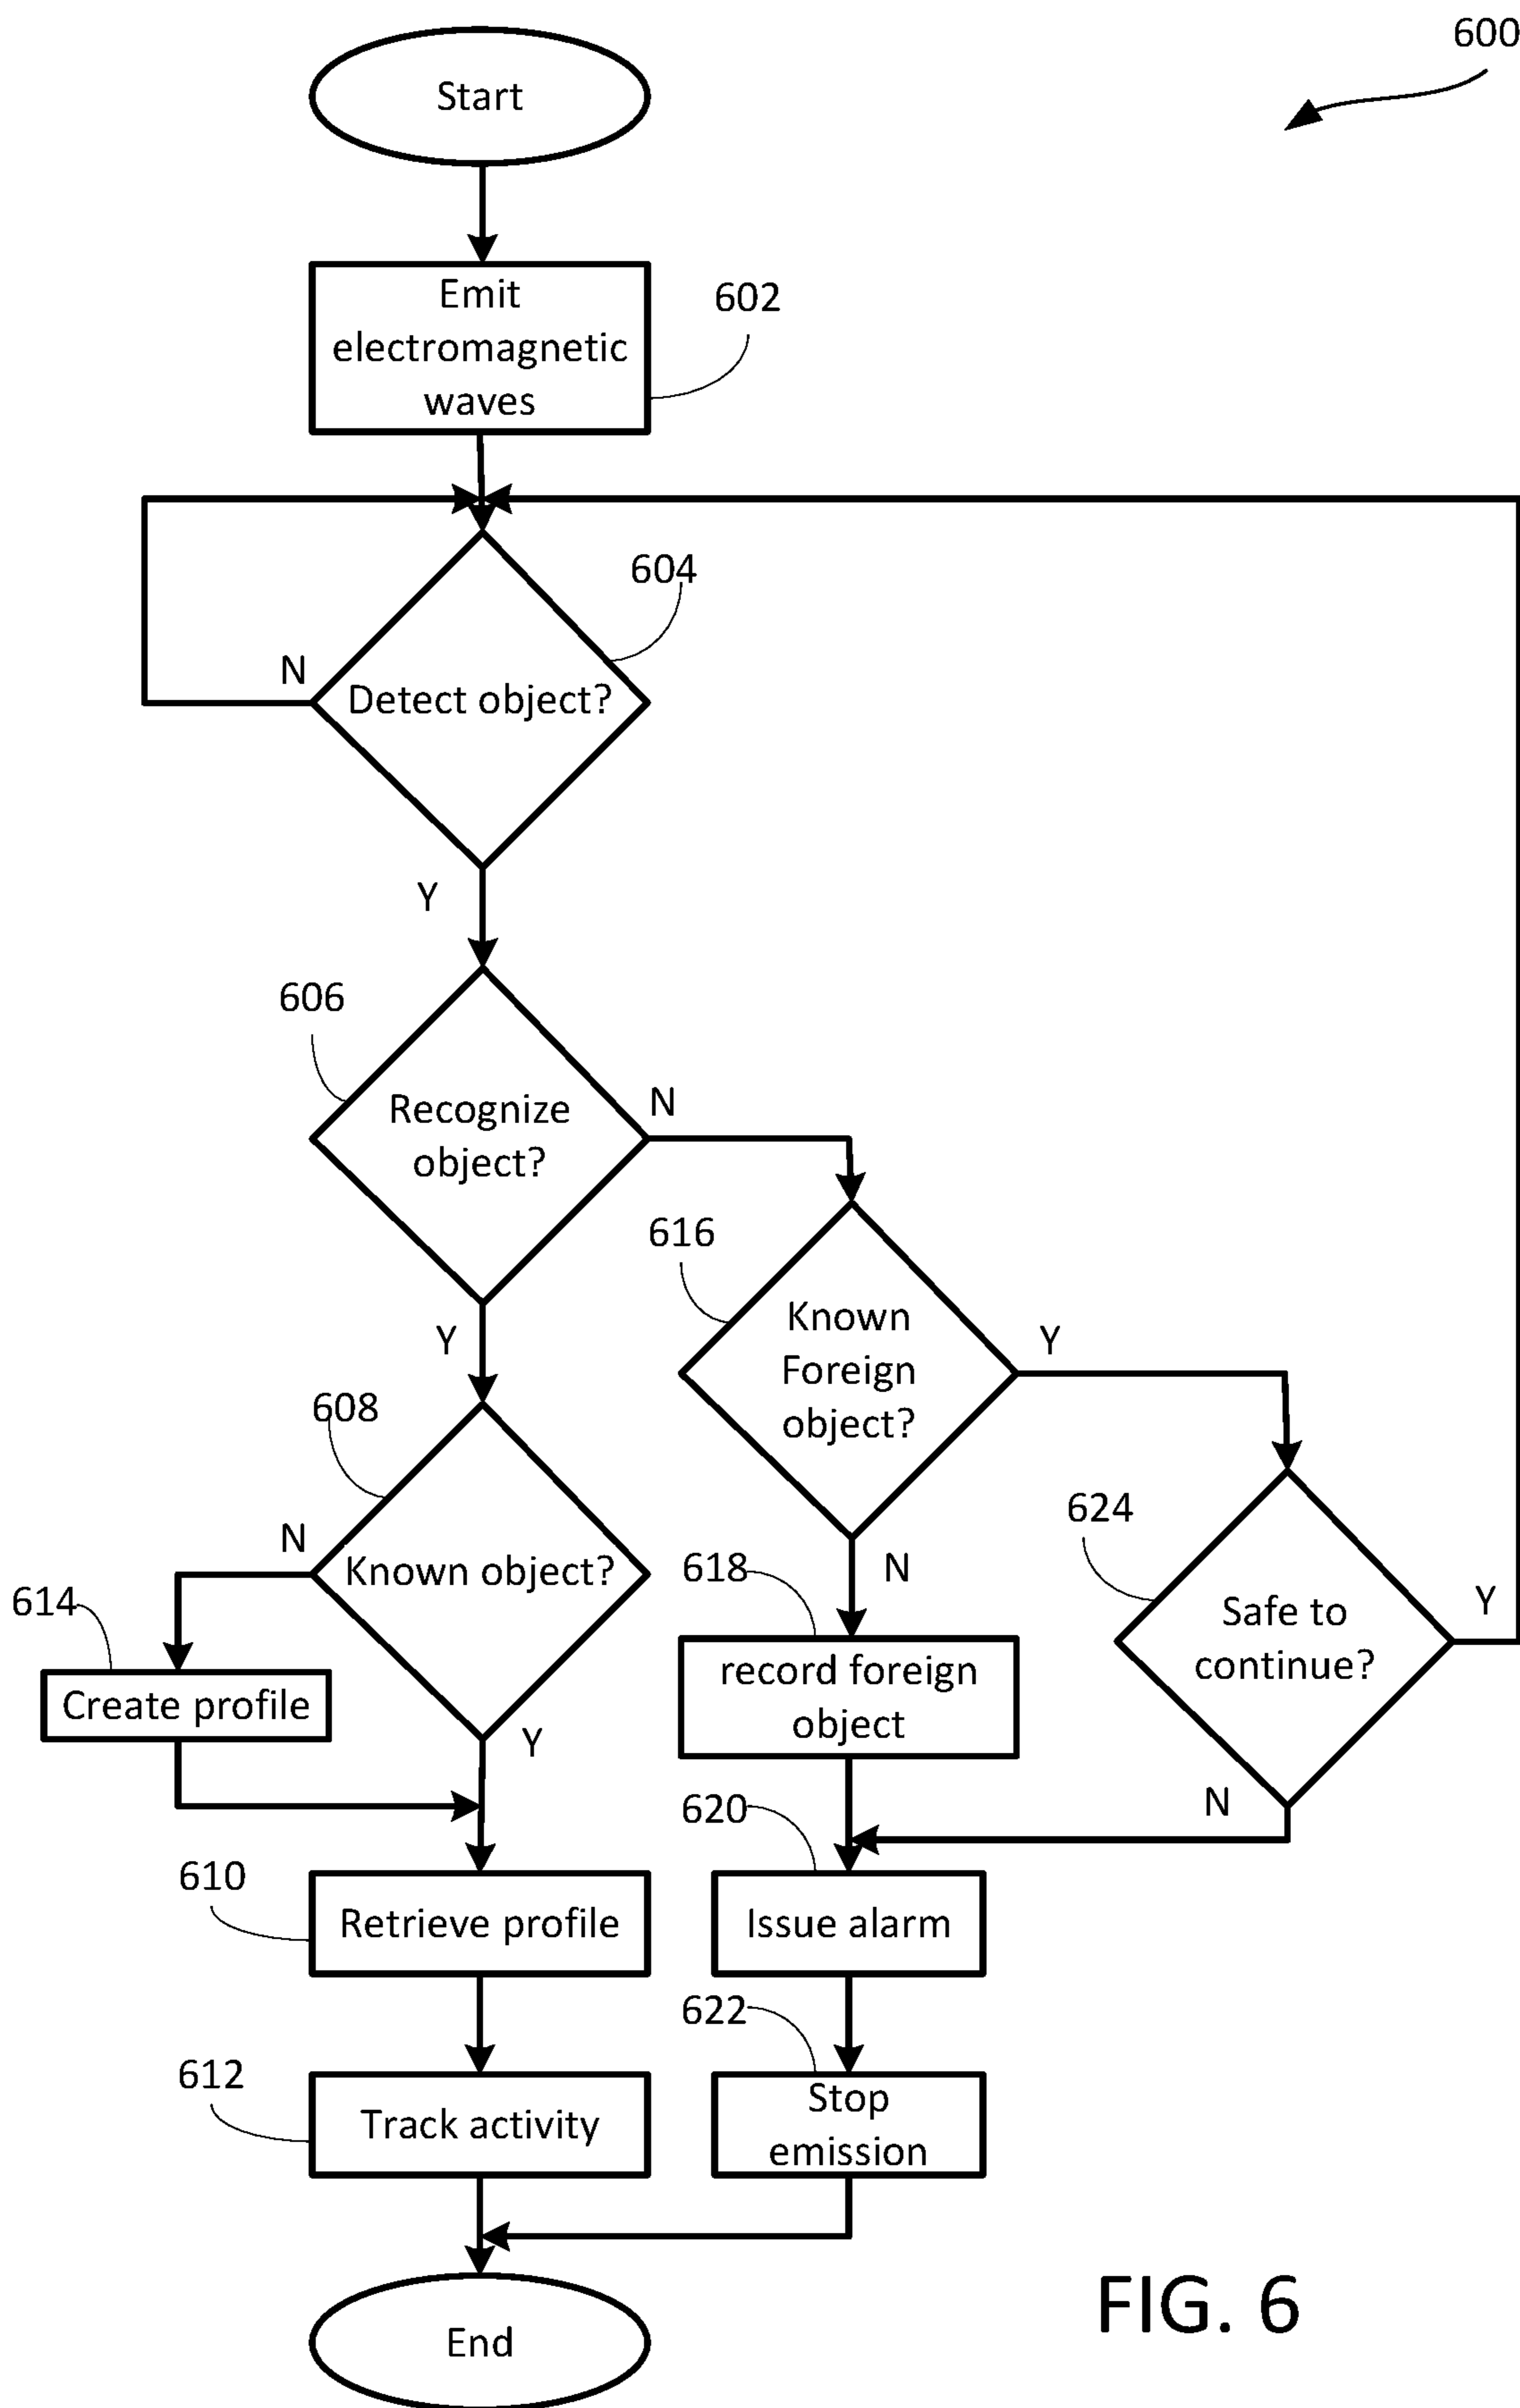 600
Start
Emit
electromagnetic
waves
602
604
N
Detect object?
Y
606
Recognize
object?
N
616
Y
Known
Foreign
object?
Y
608
N
Known object?
624
618
N
Safe to
continue?
Y
614
Create profile
record foreign
object
Y
N
620
610
Retrieve profile
Issue alarm
622
612
Track activity
Stop
emission
End
FIG. 6